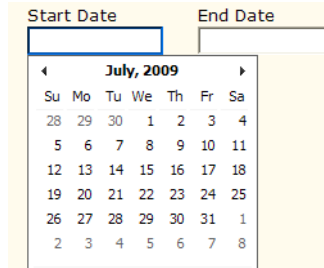 Start Date End Date
July, 2009
Su Mo Tu We Th Fr Sa
28 29 30 1 2 3 4
5 6 7 8 9 10 11
12 13 14 15 16 17 18
19 20 21 22 23 24 25
26 27 28 29 30 31 1
2 3 4 5 6 7 8